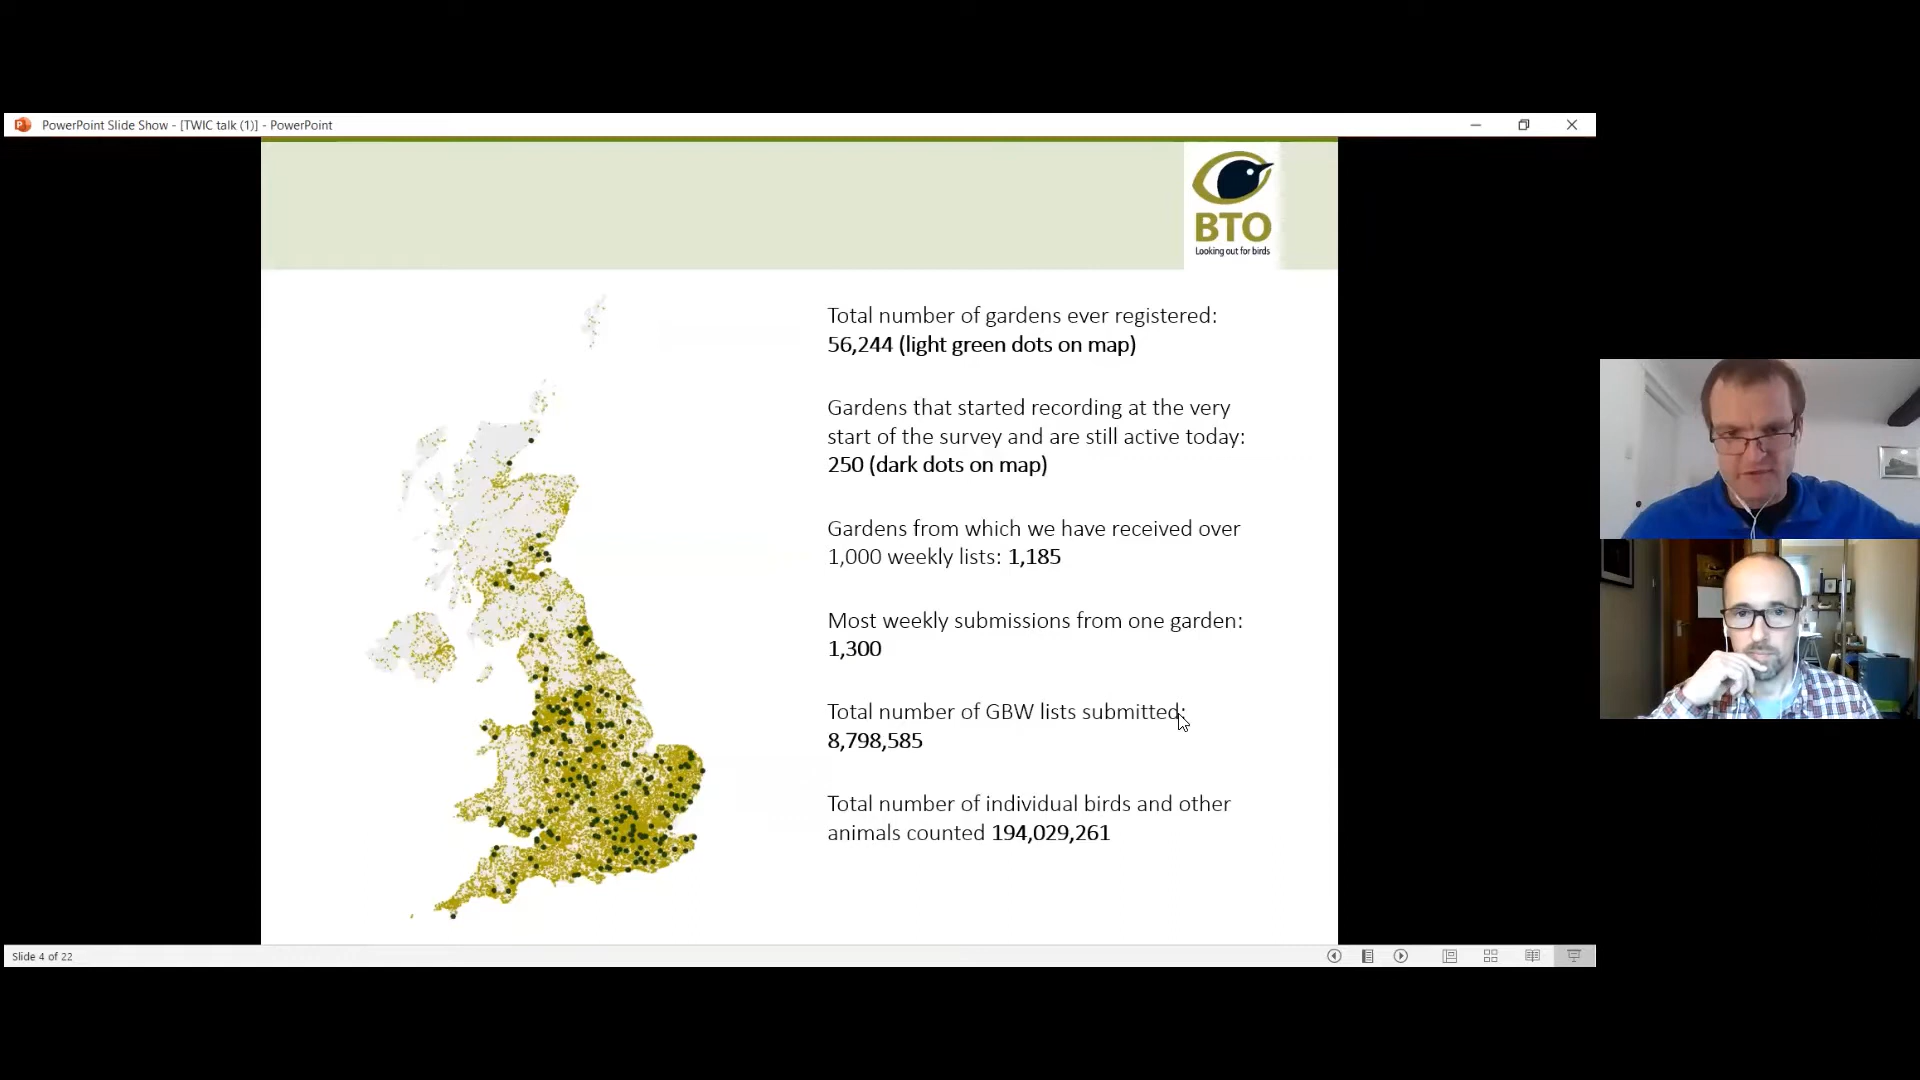 PowerPoint Slide Show - [TWIC talk (1)] - PowerPoint
BTO
Looking out for birds
Total number of gardens ever registered:
56,244 (light green dots on map)
Gardens that started recording at the very
start of the survey and are still active today:
250 (dark dots on map)
Gardens from which we have received over
1,000 weekly lists: 1,185
Most weekly submissions from one garden:
1,300
Total number of GBW lists submitted:
8,798,585
Total number of individual birds and other
animals counted 194,029,261
Slide 4 of 22